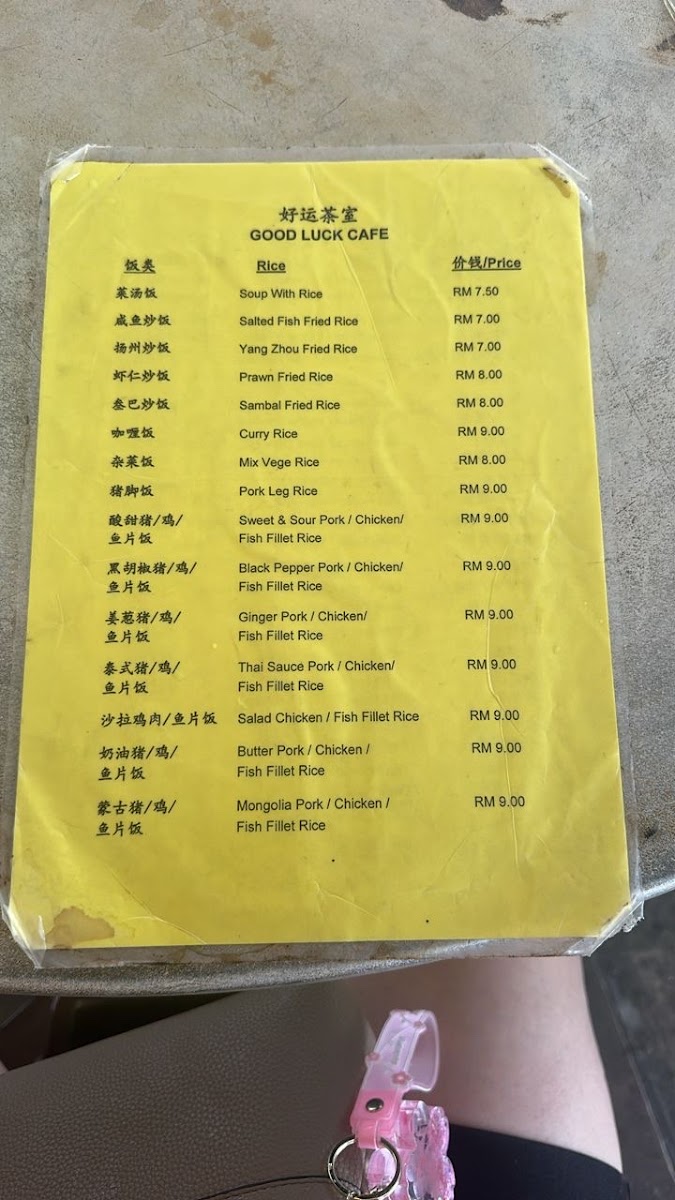 好运茶室
GOOD LUCK CAFE
饭类 Rice 价钱/Price
菜汤饭 Soup With Rice RM 7.50
咸鱼炒饭 Salted Fish Fried Rice RM 7.00
扬州炒饭 Yang Zhou Fried Rice RM 7.00
虾仁炒饭 Prawn Fried Rice RM 8.00
叁巴炒饭 Sambal Fried Rice RM 8.00
咖喱饭 Curry Rice RM 9.00
杂菜饭 Mix Vege Rice RM 8.00
猪脚饭 Pork Leg Rice RM 9.00
酸甜猪/鸡/ Sweet & Sour Pork / Chicken/ RM 9.00
鱼片饭 Fish Fillet Rice
黑胡椒猪/鸡/ Black Pepper Pork / Chicken/ RM 9.00
鱼片饭 Fish Fillet Rice
姜葱猪/鸡/ Ginger Pork / Chicken/ RM 9.00
鱼片饭 Fish Fillet Rice
泰式猪/鸡/ Thai Sauce Pork / Chicken/ RM 9.00
鱼片饭 Fish Fillet Rice
沙拉鸡肉/鱼片饭 Salad Chicken / Fish Fillet Rice RM 9.00
奶油猪/鸡/ Butter Pork / Chicken / RM 9.00
鱼片饭 Fish Fillet Rice
蒙古猪/鸡/ Mongolia Pork / Chicken / RM 9.00
鱼片饭 Fish Fillet Rice